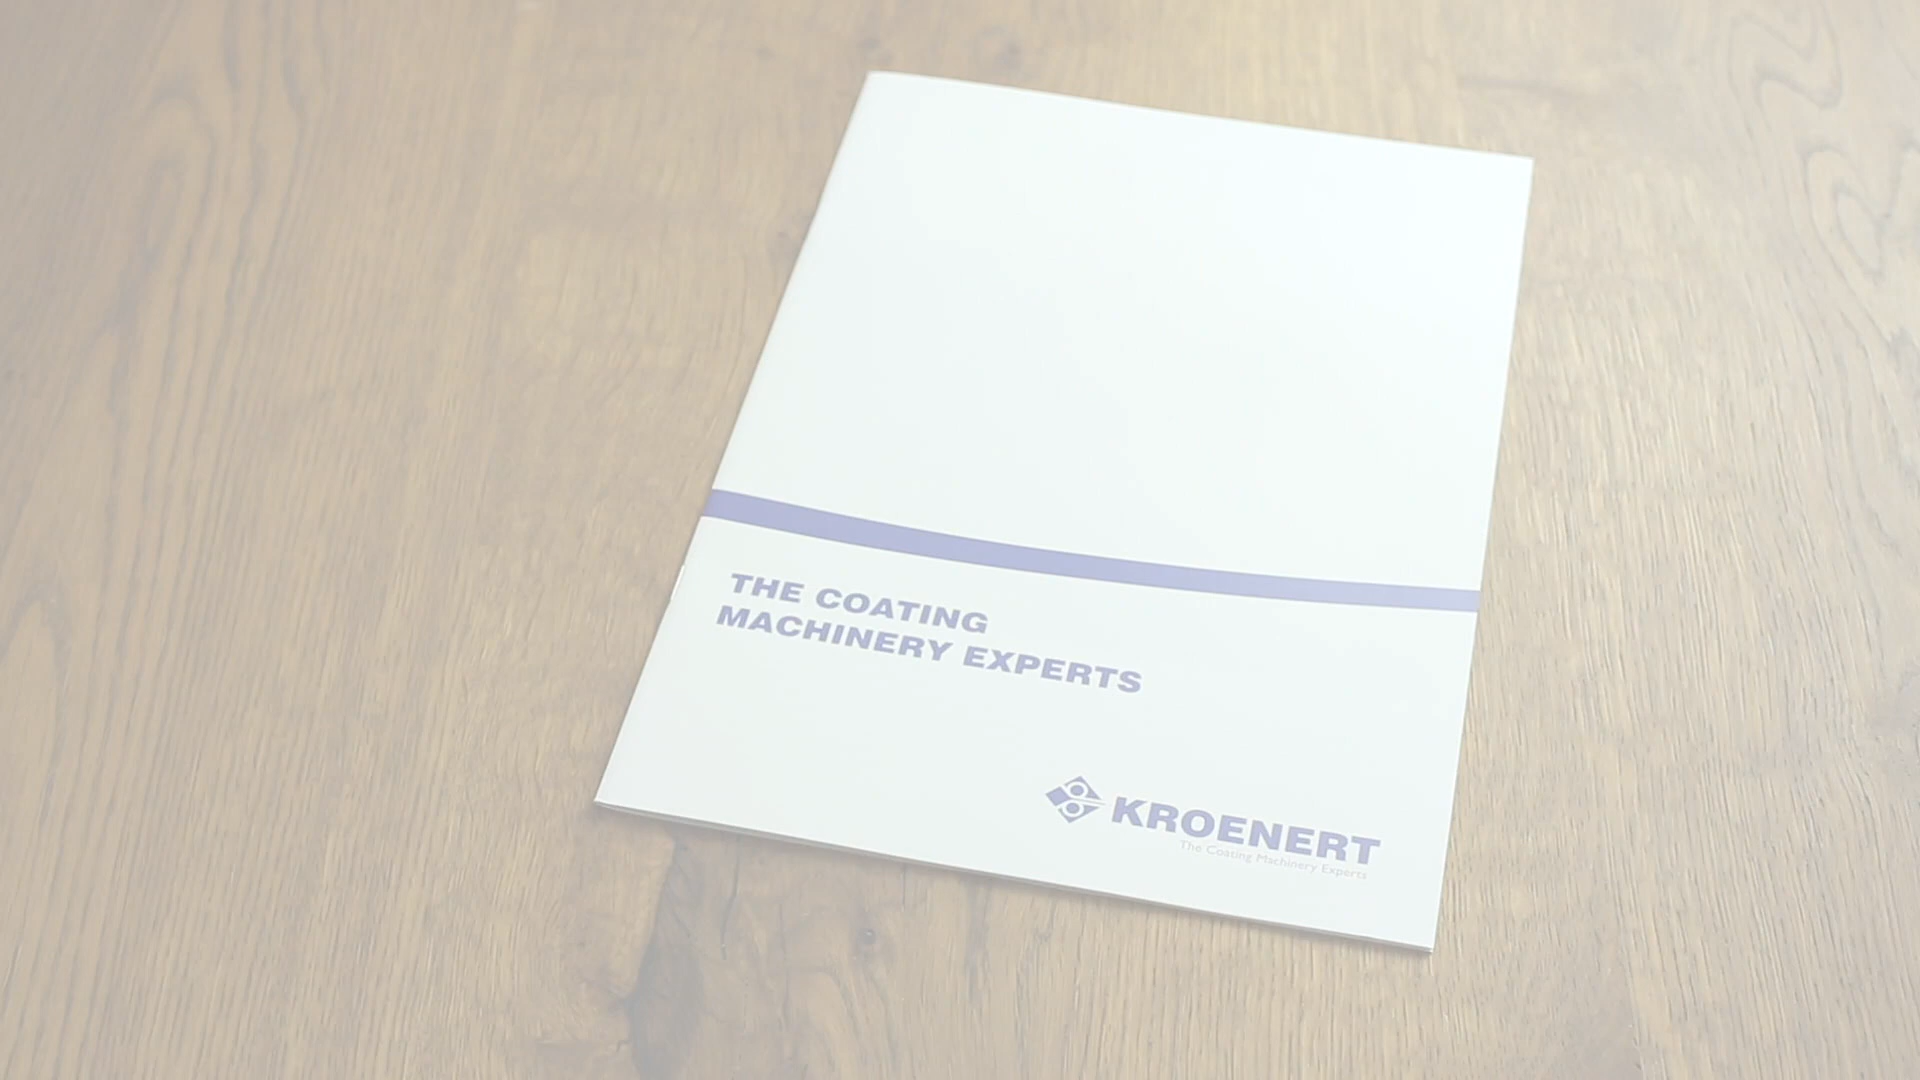 THE COATING
MACHINERY EXPERTS
KROENERT
The Coating Machinery Experts